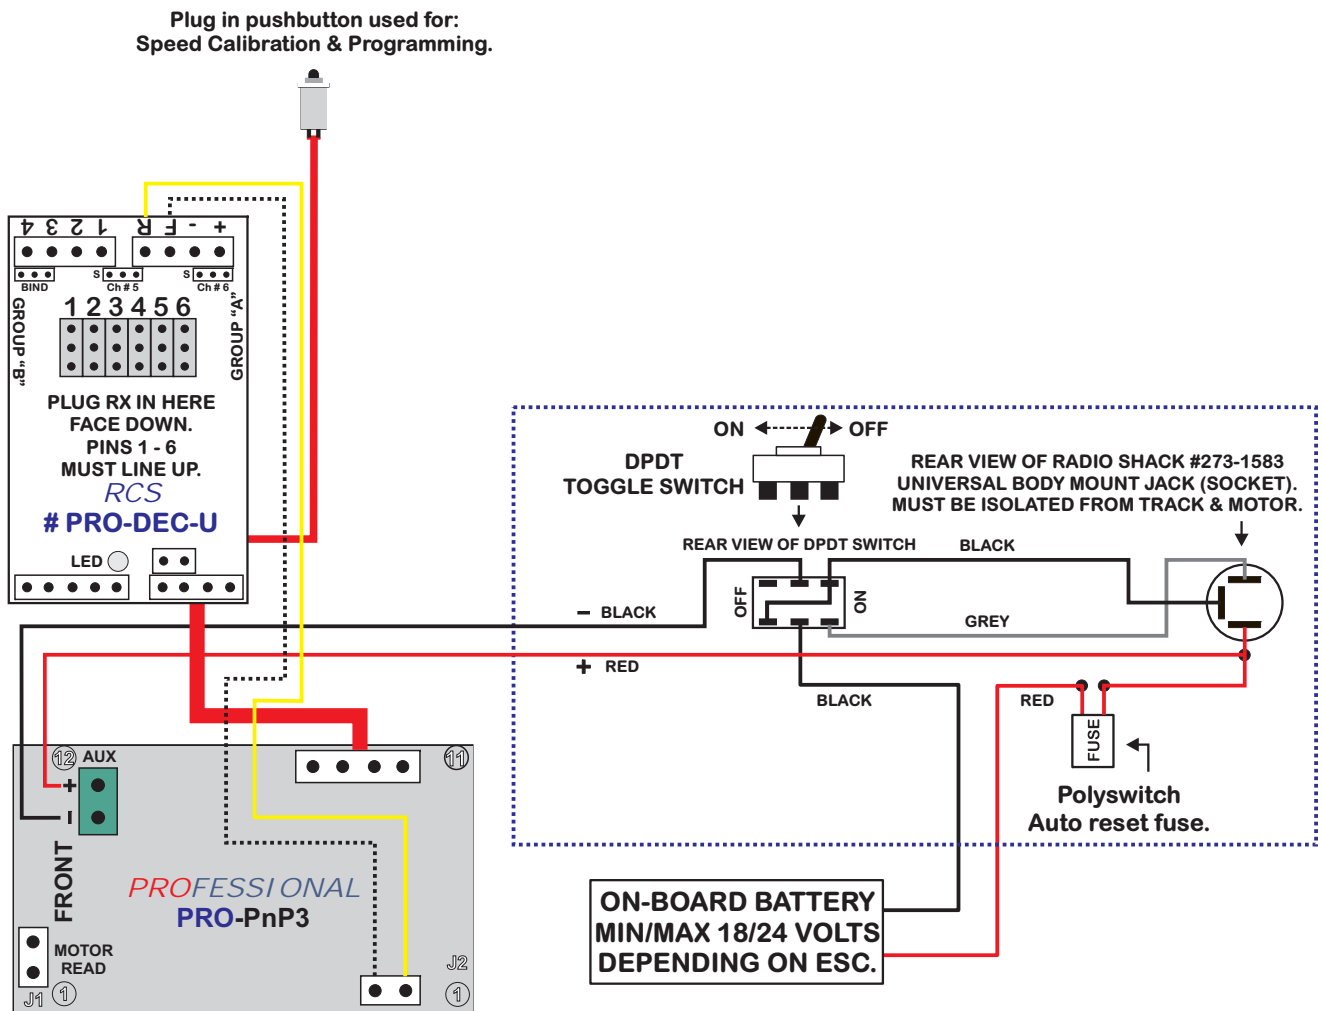 Plug in pushbutton used for:
Speed Calibration & Programming.
4 3 2 1 R F - +
BIND
S
Ch # 5
S
Ch # 6
GROUP "B"
1 2 3 4 5 6
GROUP "A"
PLUG RX IN HERE
FACE DOWN.
PINS 1 - 6
MUST LINE UP.
RCS
# PRO-DEC-U
LED
ON
OFF
DPDT
TOGGLE SWITCH
REAR VIEW OF RADIO SHACK #273-1583
UNIVERSAL BODY MOUNT JACK (SOCKET).
MUST BE ISOLATED FROM TRACK & MOTOR.
REAR VIEW OF DPDT SWITCH
BLACK
OFF
ON
- BLACK
GREY
+ RED
BLACK
RED
FUSE
Polyswitch
Auto reset fuse.
12 AUX
11
+
-
FRONT
PROFESSIONAL
PRO-PnP3
MOTOR
READ
J1 1
J2
1
ON-BOARD BATTERY
MIN/MAX 18/24 VOLTS
DEPENDING ON ESC.